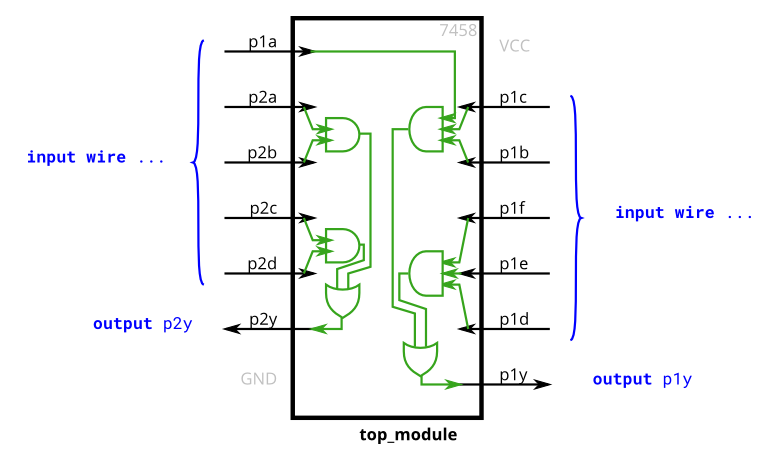 7458
VCC
p1a
p2a
p2b
p2c
p2d
p2y
GND
p1c
p1b
p1f
p1e
p1d
p1y
input wire ...
output p2y
input wire ...
output p1y
top_module